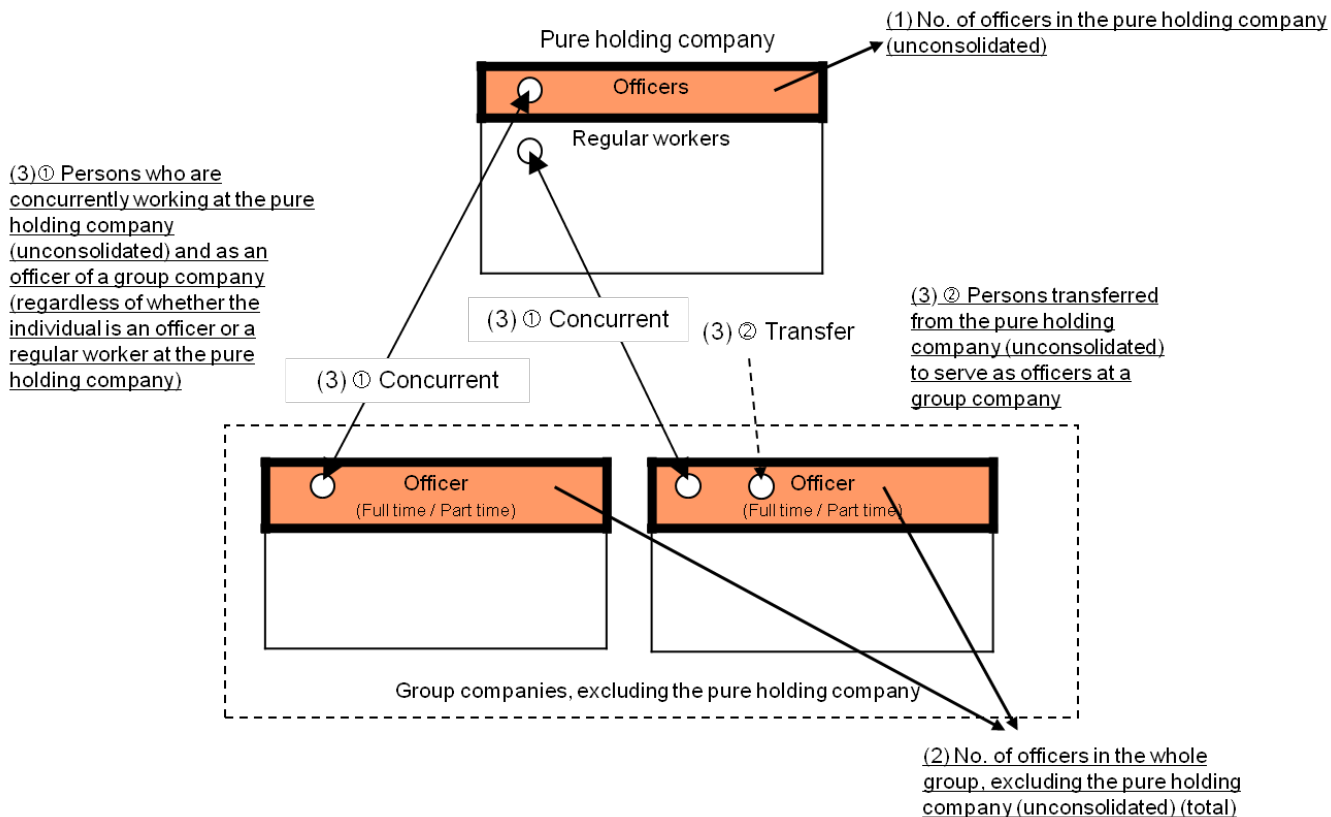 (1) No. of officers in the pure holding company
(unconsolidated)
Pure holding company
Officers
Regular workers
(3)① Persons who are
concurrently working at the pure
holding company
(unconsolidated) and as an
officer of a group company
(regardless of whether the
individual is an officer or a
regular worker at the pure
holding company)
(3) ① Concurrent
(3) ① Concurrent
(3) ② Transfer
(3) ② Persons transferred
from the pure holding
company (unconsolidated)
to serve as officers at a
group company
Officer
(Full time / Part time)
Officer
(Full time / Part time)
Group companies, excluding the pure holding company
(2) No. of officers in the whole
group, excluding the pure holding
company (unconsolidated) (total)